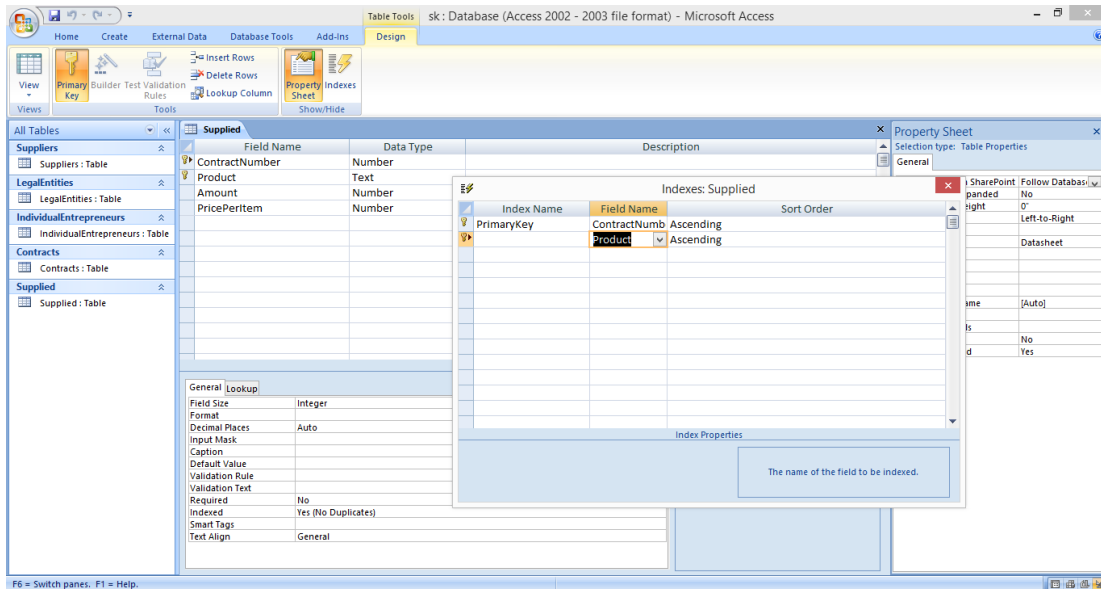 Table Tools sk : Database (Access 2002 - 2003 file format) - Microsoft Access
Home Create External Data Database Tools Add-Ins Design
View
Primary Key
Builder
Test Validation Rules
Insert Rows
Delete Rows
Lookup Column
Property Sheet
Indexes
Views Tools Show/Hide
All Tables
Suppliers
Suppliers : Table
LegalEntities
LegalEntities : Table
IndividualEntrepreneurs
IndividualEntrepreneurs : Table
Contracts
Contracts : Table
Supplied
Supplied : Table
Supplied
Field Name Data Type Description
ContractNumber Number
Product Text
Amount Number
PricePerItem Number
General Lookup
Field Size Integer
Format
Decimal Places Auto
Input Mask
Caption
Default Value
Validation Rule
Validation Text
Required No
Indexed Yes (No Duplicates)
Smart Tags
Text Align General
Indexes: Supplied
Index Name Field Name Sort Order
PrimaryKey ContractNumb Ascending
Product Ascending
Index Properties
The name of the field to be indexed.
Property Sheet
Selection type: Table Properties
General
SharePoint Follow Databas
panded No
eight 0"
Left-to-Right
Datasheet
ame [Auto]
ls
No
d Yes
F6 = Switch panes. F1 = Help.